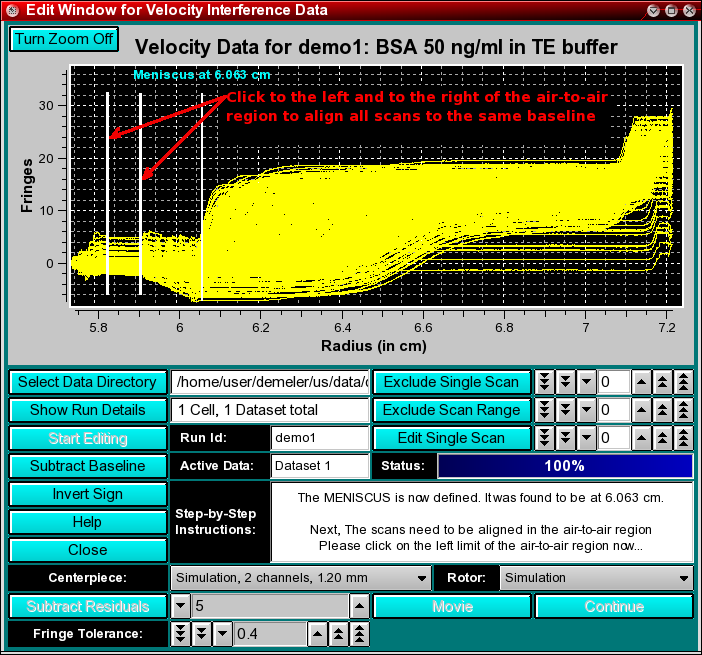 Edit Window for Velocity Interference Data
Turn Zoom Off
Velocity Data for demo1: BSA 50 ng/ml in TE buffer
Meniscus at 6.063 cm
Click to the left and to the right of the air-to-air
region to align all scans to the same baseline
Fringes
30
20
10
0
5.8 6 6.2 6.4 6.6 6.8 7 7.2
Radius (in cm)
Select Data Directory /home/user/demeler/us/data/ Exclude Single Scan 0
Show Run Details 1 Cell, 1 Dataset total Exclude Scan Range 0
Start Editing Run Id: demo1 Edit Single Scan 0
Subtract Baseline Active Data: Dataset 1 Status: 100%
Invert Sign
Help
Close
Step-by-Step
Instructions:
The MENISCUS is now defined. It was found to be at 6.063 cm.
Next, The scans need to be aligned in the air-to-air region
Please click on the left limit of the air-to-air region now...
Centerpiece: Simulation, 2 channels, 1.20 mm Rotor: Simulation
Subtract Residuals 5 Movie Continue
Fringe Tolerance: 0.4